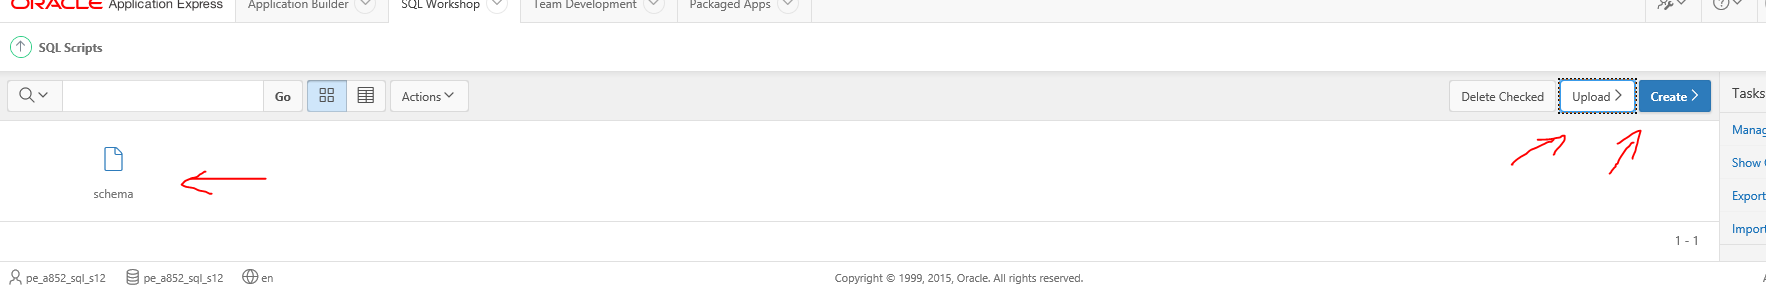 ORACLE Application Express Application Builder SQL Workshop Team Development Packaged Apps
SQL Scripts
Go Actions Delete Checked Upload Create Tasks
Manag
Show
schema
Export
Import
1 - 1
pe_a852_sql_s12 pe_a852_sql_s12 en Copyright © 1999, 2015, Oracle. All rights reserved.